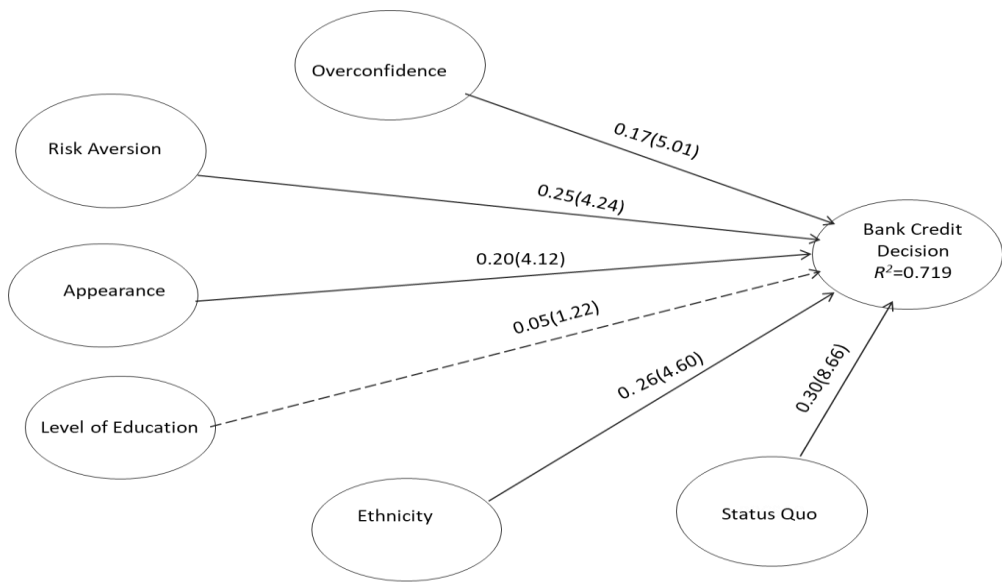 Overconfidence
0.17(5.01)
Risk Aversion
0.25(4.24)
Bank Credit
Decision
R²=0.719
Appearance
0.20(4.12)
0.05(1.22)
Level of Education
0. 26(4.60)
0.30(8.66)
Ethnicity
Status Quo